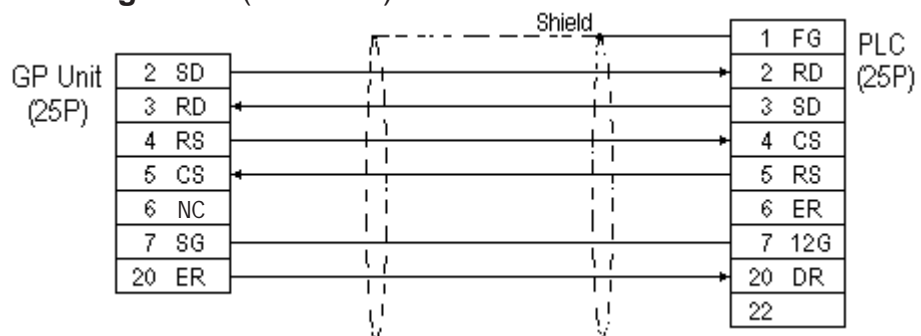 Shield
GP Unit
(25P)
2 SD
3 RD
4 RS
5 CS
6 NC
7 SG
20 ER
1 FG
2 RD
3 SD
4 CS
5 RS
6 ER
7 12G
20 DR
22
PLC
(25P)